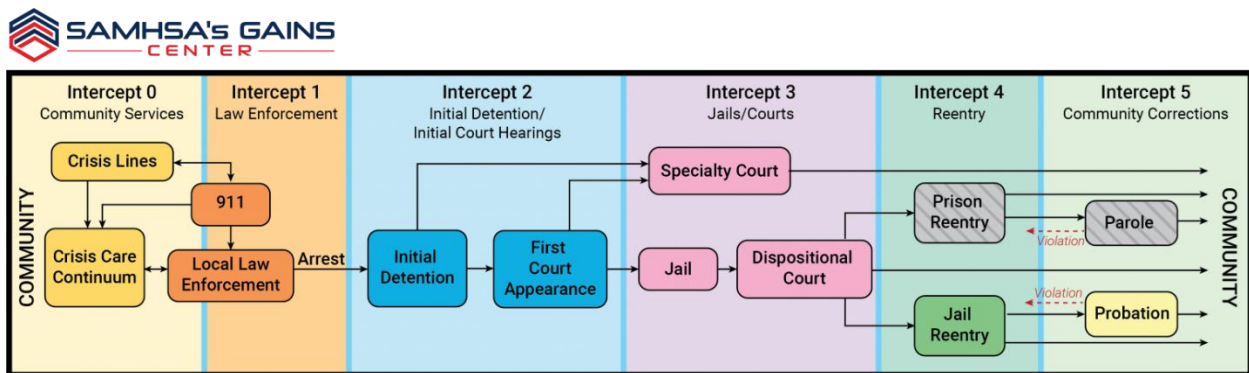 SAMHSA's GAINS
CENTER
Intercept 0
Community Services
Intercept 1
Law Enforcement
Intercept 2
Initial Detention/
Initial Court Hearings
Intercept 3
Jails/Courts
Intercept 4
Reentry
Intercept 5
Community Corrections
COMMUNITY
Crisis Lines
911
Crisis Care
Continuum
Local Law
Enforcement
Arrest
Initial
Detention
First
Court
Appearance
Specialty Court
Jail
Dispositional
Court
Prison
Reentry
Violation
Parole
Jail
Reentry
Violation
Probation
COMMUNITY